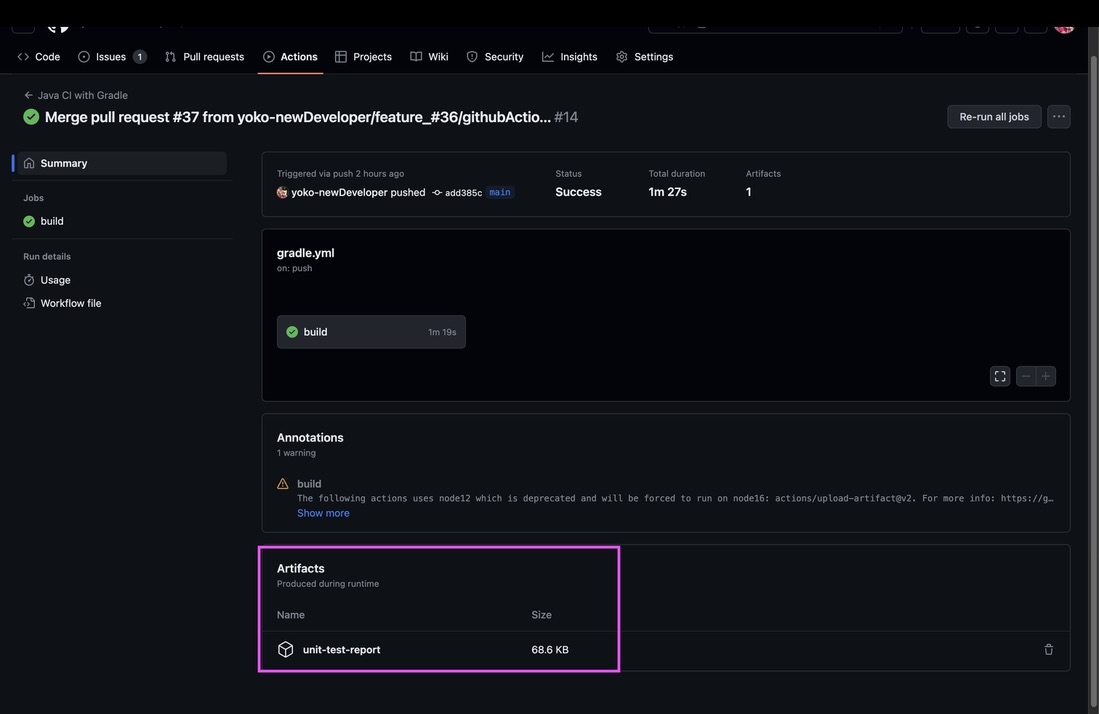 Code Issues 1 Pull requests Actions Projects Wiki Security Insights Settings
Java CI with Gradle
Merge pull request #37 from yoko-newDeveloper/feature_#36/githubActio... #14
Re-run all jobs
Summary
Jobs
build
Run details
Usage
Workflow file
Triggered via push 2 hours ago
yoko-newDeveloper pushed add385c main
Status
Success
Total duration
1m 27s
Artifacts
1
gradle.yml
on: push
build 1m 19s
Annotations
1 warning
build
The following actions uses node12 which is deprecated and will be forced to run on node16: actions/upload-artifact@v2. For more info: https://g…
Show more
Artifacts
Produced during runtime
Name Size
unit-test-report 68.6 KB